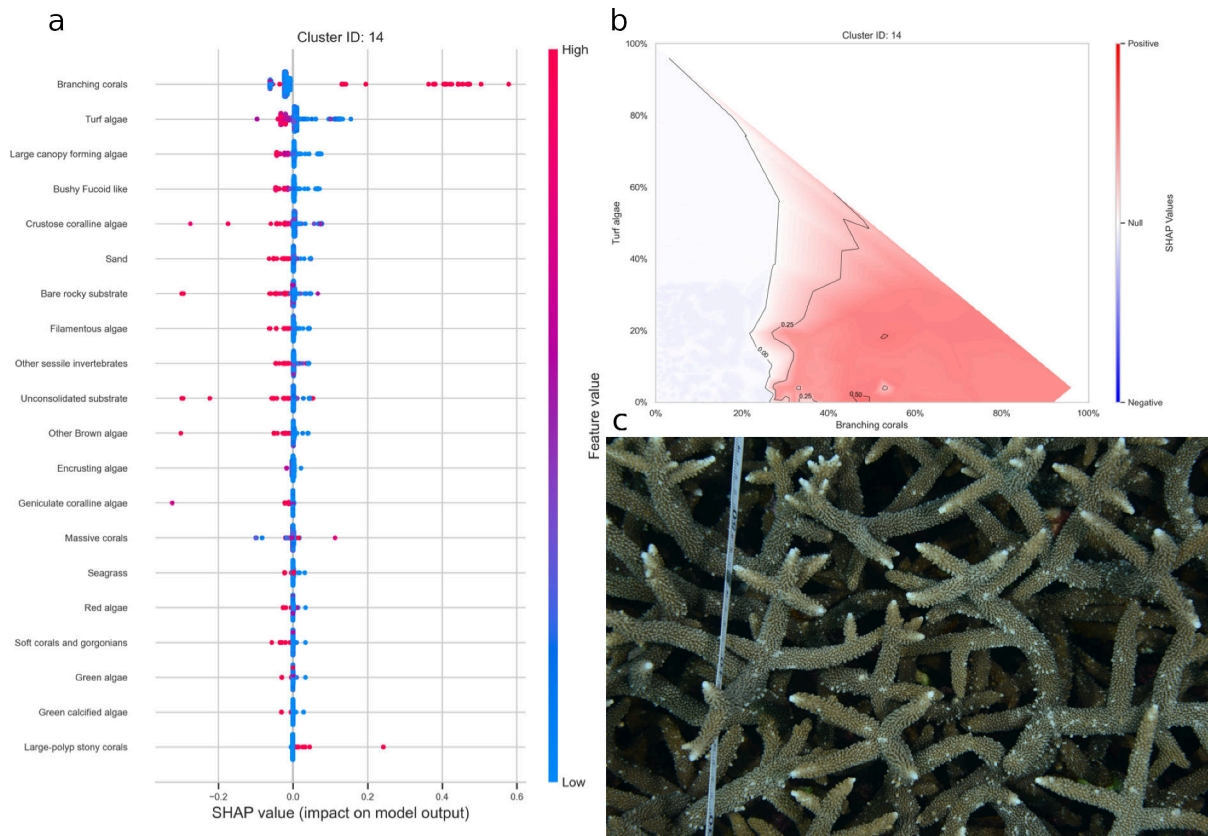 a
Cluster ID: 14
High
Branching corals
Turf algae
Large canopy forming algae
Bushy Fucoid like
Crustose coralline algae
Sand
Bare rocky substrate
Filamentous algae
Other sessile invertebrates
Unconsolidated substrate
Other Brown algae
Encrusting algae
Geniculate coralline algae
Massive corals
Seagrass
Red algae
Soft corals and gorgonians
Green algae
Green calcified algae
Large-polyp stony corals
Low
Feature value
−0.2 0.0 0.2 0.4 0.6
SHAP value (impact on model output)
b
Cluster ID: 14
100%
80%
60%
40%
20%
0%
Turf algae
0.00
0.25
0.25
0.50
0% 20% 40% 60% 80% 100%
Branching corals
Positive
Null
Negative
SHAP Values
c